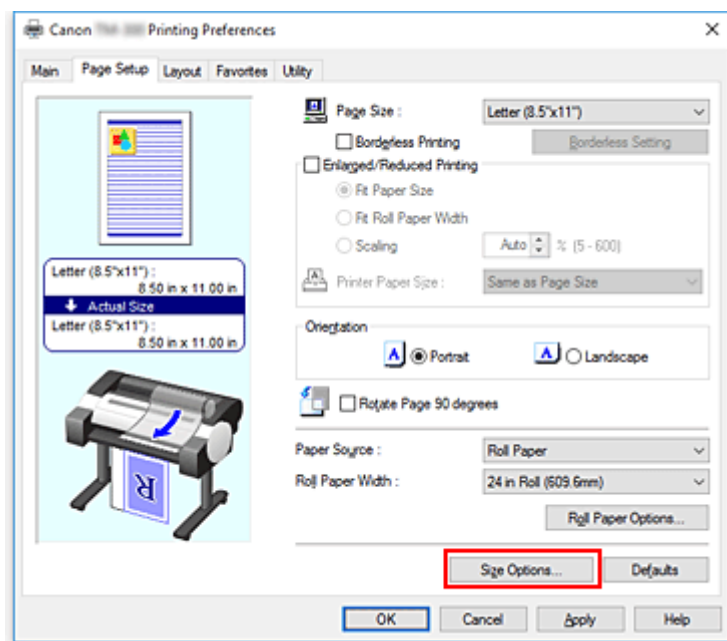 Canon Printing Preferences
Main Page Setup Layout Favorites Utility
Page Size : Letter (8.5"x11")
Borderless Printing Borderless Setting
Enlarged/Reduced Printing
Fit Paper Size
Fit Roll Paper Width
Scaling Auto % (5 - 600)
Printer Paper Size : Same as Page Size
Letter (8.5"x11") :
8.50 in x 11.00 in
Actual Size
Letter (8.5"x11") :
8.50 in x 11.00 in
Orientation
A Portrait A Landscape
Rotate Page 90 degrees
R
Paper Source : Roll Paper
Roll Paper Width : 24 in Roll (609.6mm)
Roll Paper Options...
Size Options... Defaults
OK Cancel Apply Help